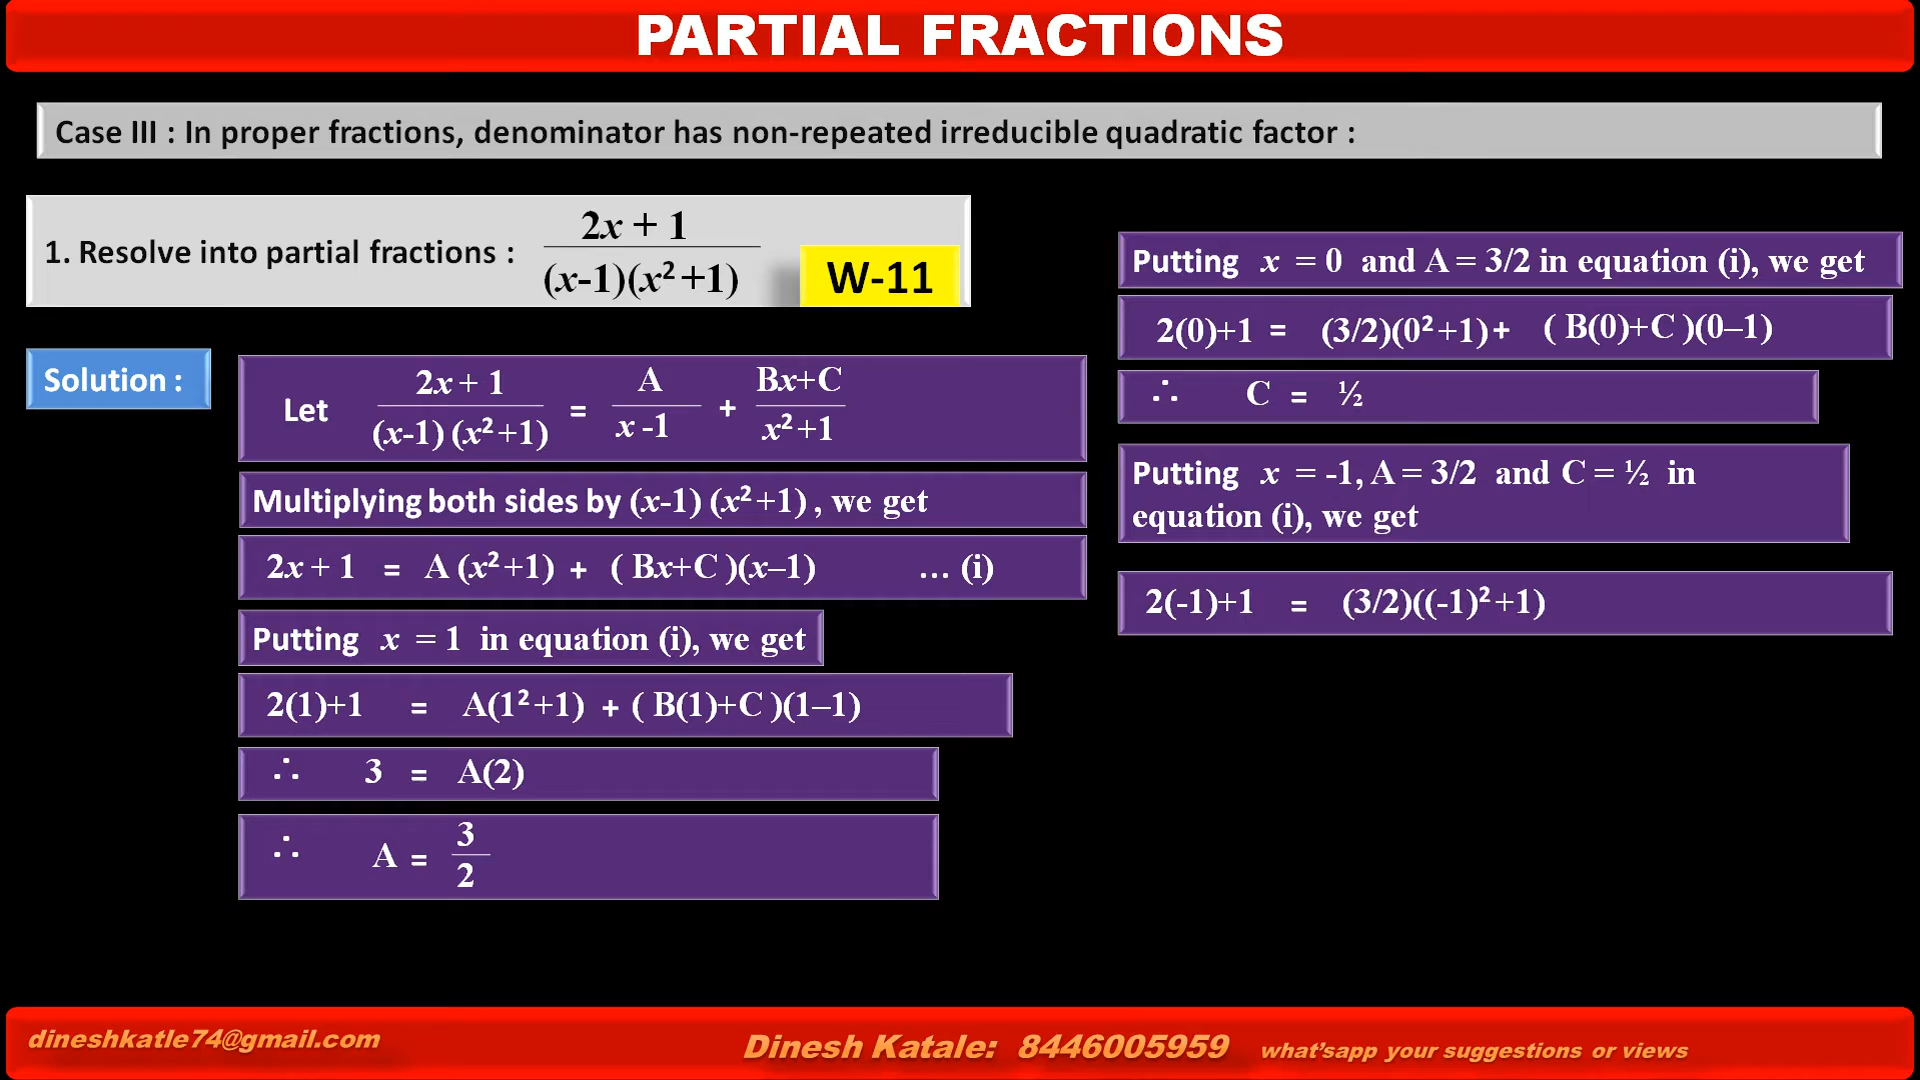 PARTIAL FRACTIONS
Case III : In proper fractions, denominator has non-repeated irreducible quadratic factor :
1. Resolve into partial fractions :
2x + 1
(x-1)(x²+1)
W-11
Solution :
Let
2x + 1
(x-1) (x²+1)
=
A
x -1
+
Bx+C
x²+1
Multiplying both sides by (x-1) (x²+1) , we get
2x + 1 = A (x²+1) + ( Bx+C )(x–1) … (i)
Putting x = 1 in equation (i), we get
2(1)+1 = A(1²+1) + ( B(1)+C )(1–1)
∴ 3 = A(2)
∴ A =
3
2
Putting x = 0 and A = 3/2 in equation (i), we get
2(0)+1 = (3/2)(0²+1)+ ( B(0)+C )(0–1)
∴ C = ½
Putting x = -1, A = 3/2 and C = ½ in
equation (i), we get
2(-1)+1 = (3/2)((-1)²+1)
dineshkatle74@gmail.com
Dinesh Katale: 8446005959
what’sapp your suggestions or views